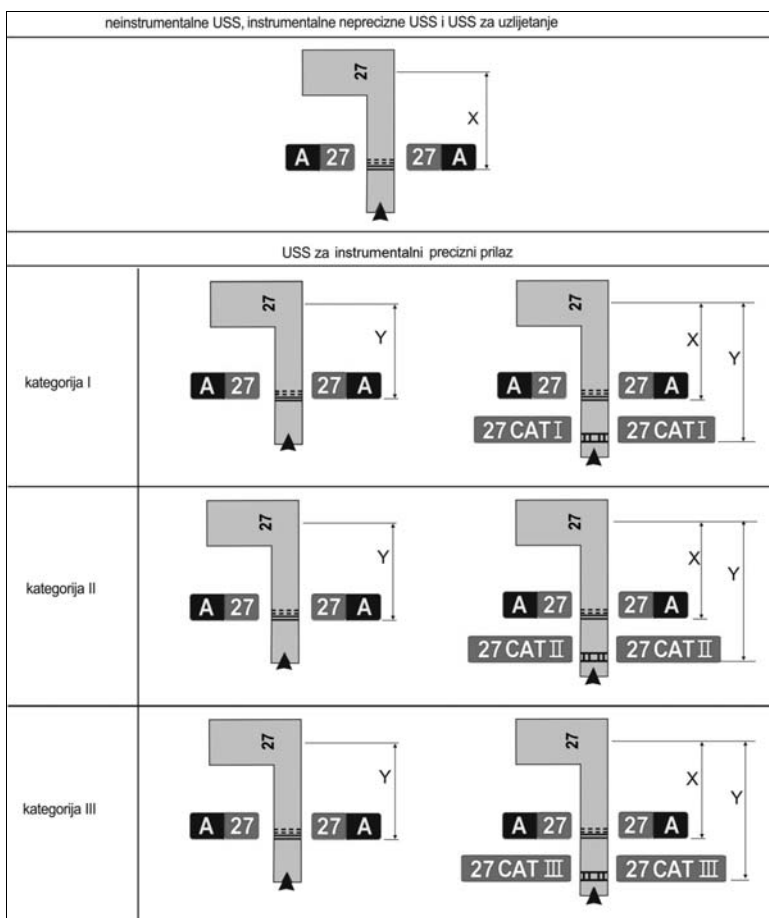 neinstrumentalne USS, instrumentalne neprecizne USS i USS za uzlijetanje
27
X
A 27 27 A
USS za instrumentalni precizni prilaz
kategorija I
27
Y
A 27 27 A
27
X
Y
A 27 27 A
27 CAT I 27 CAT I
kategorija II
27
Y
A 27 27 A
27
X
Y
A 27 27 A
27 CAT II 27 CAT II
kategorija III
27
Y
A 27 27 A
27
X
Y
A 27 27 A
27 CAT III 27 CAT III